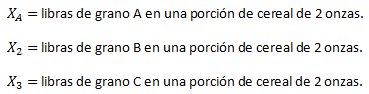 X_A = libras de grano A en una porción de cereal de 2 onzas.
X_2 = libras de grano B en una porción de cereal de 2 onzas.
X_3 = libras de grano C en una porción de cereal de 2 onzas.